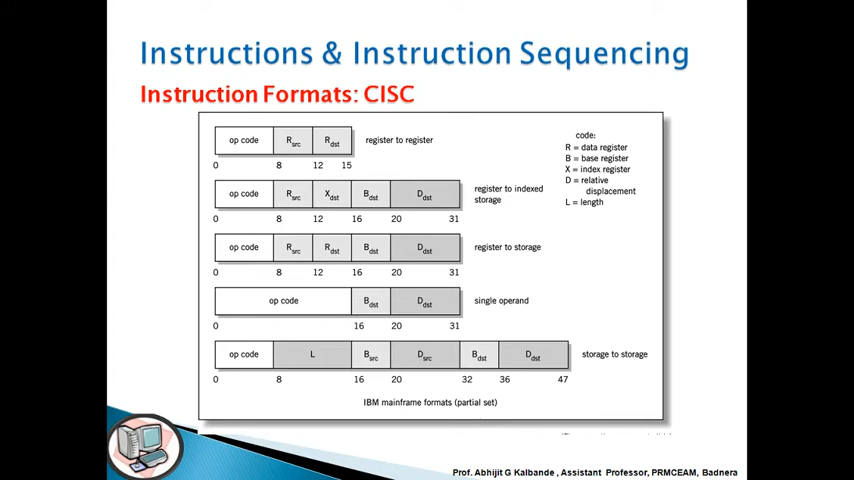 Instructions & Instruction Sequencing
Instruction Formats: CISC
op code Rsrc Rdst register to register
0 8 12 15
op code Rsrc Xdst Bdst Ddst register to indexed
storage
0 8 12 16 20 31
op code Rsrc Rdst Bdst Ddst register to storage
0 8 12 16 20 31
op code Bdst Ddst single operand
0 16 20 31
op code L Bsrc Dsrc Bdst Ddst storage to storage
0 8 16 20 32 36 47
code:
R = data register
B = base register
X = index register
D = relative
displacement
L = length
IBM mainframe formats (partial set)
Prof. Abhijit G Kalbande , Assistant Professor, PRMCEAM, Badnera